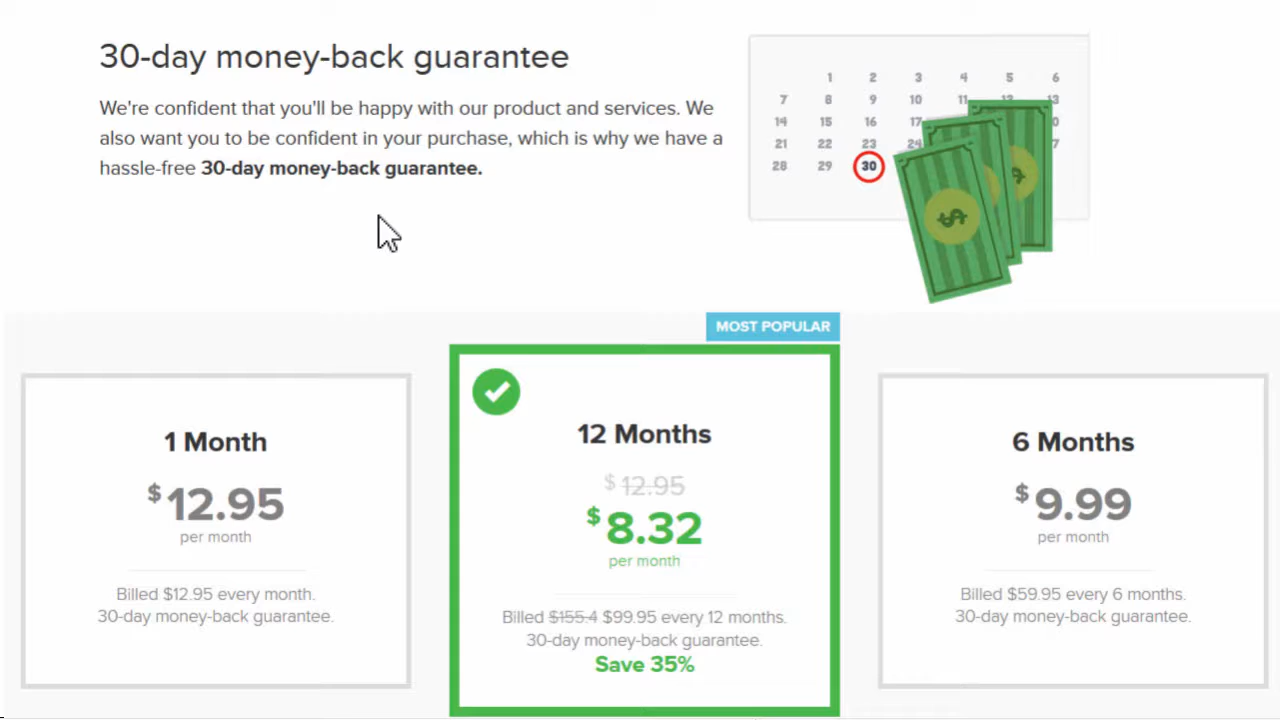 30-day money-back guarantee
We're confident that you'll be happy with our product and services. We
also want you to be confident in your purchase, which is why we have a
hassle-free 30-day money-back guarantee.
1 2 3 4 5 6
7 8 9 10 11 12 13
14 15 16 17
21 22 23 24
28 29 30
$ $
MOST POPULAR
1 Month
$12.95
per month
Billed $12.95 every month.
30-day money-back guarantee.
12 Months
$12.95
$8.32
per month
Billed $155.4 $99.95 every 12 months.
30-day money-back guarantee.
Save 35%
6 Months
$9.99
per month
Billed $59.95 every 6 months.
30-day money-back guarantee.